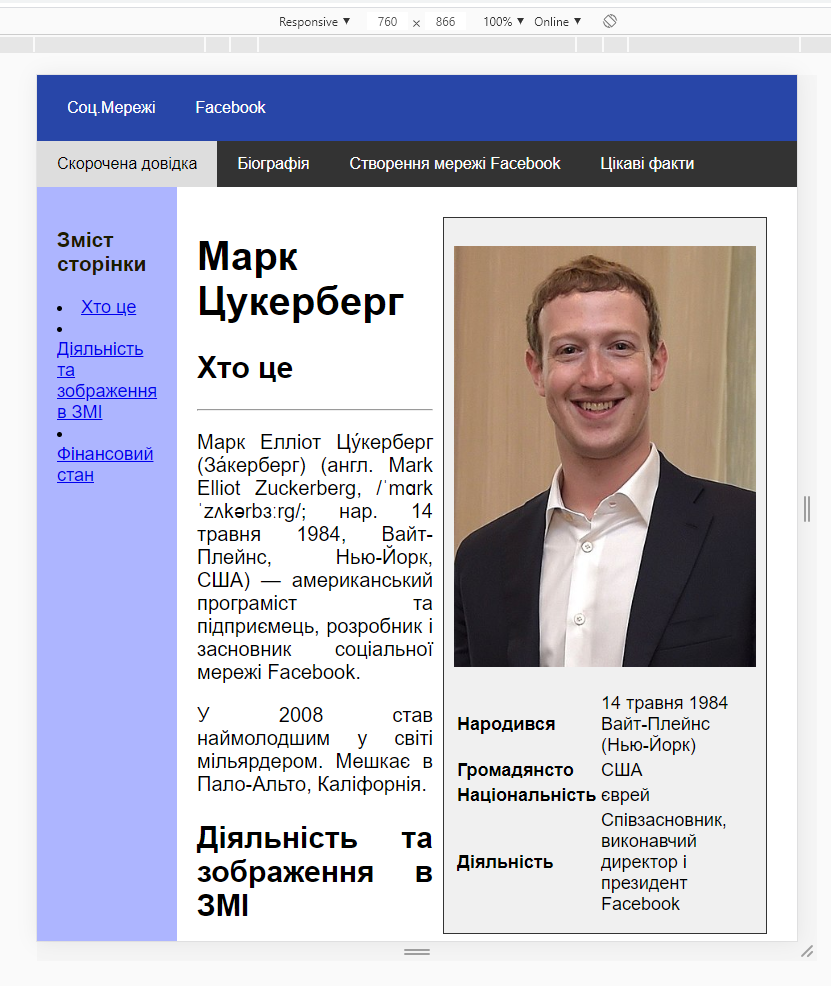 Responsive ▼ 760 × 866 100% ▼ Online ▼
Соц.Мережі Facebook
Скорочена довідка Біографія Створення мережі Facebook Цікаві факти
Зміст
сторінки
• Хто це
•
Діяльність
та
зображення
в ЗМІ
•
Фінансовий
стан
Марк
Цукерберг
Хто це
Марк Елліот Цу́керберг
(За́керберг) (англ. Mark
Elliot Zuckerberg, /ˈmɑrk
ˈzʌkərbɜːrg/; нар. 14
травня 1984, Вайт-
Плейнс, Нью-Йорк,
США) — американський
програміст та
підприємець, розробник і
засновник соціальної
мережі Facebook.
У 2008 став
наймолодшим у світі
мільярдером. Мешкає в
Пало-Альто, Каліфорнія.
Діяльність та
зображення в
ЗМІ
14 травня 1984
Народився Вайт-Плейнс
(Нью-Йорк)
Громадянсто США
Національність єврей
Співзасновник,
виконавчий
Діяльність директор і
президент
Facebook